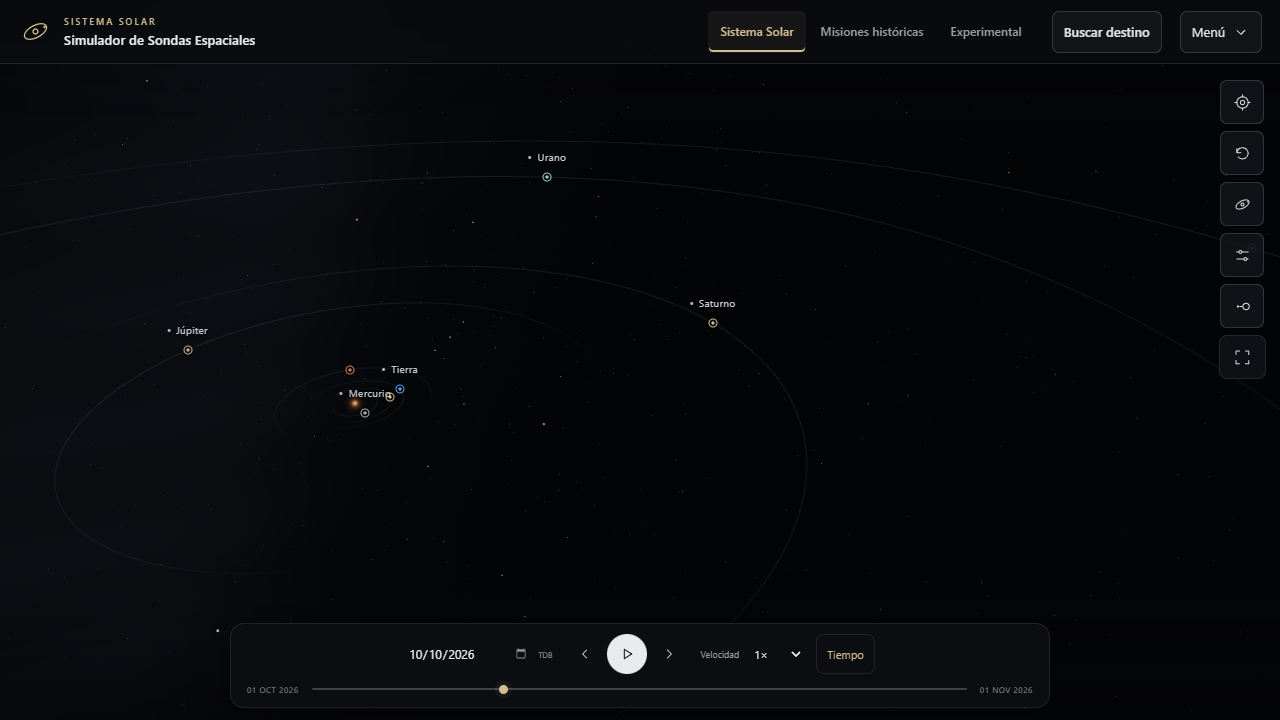 SISTEMA SOLAR
Simulador de Sondas Espaciales
Sistema Solar
Misiones históricas
Experimental
Buscar destino
Menú
Urano
Saturno
Júpiter
Tierra
Mercurio
10/10/2026
TDB
Velocidad
1×
Tiempo
01 OCT 2026
01 NOV 2026